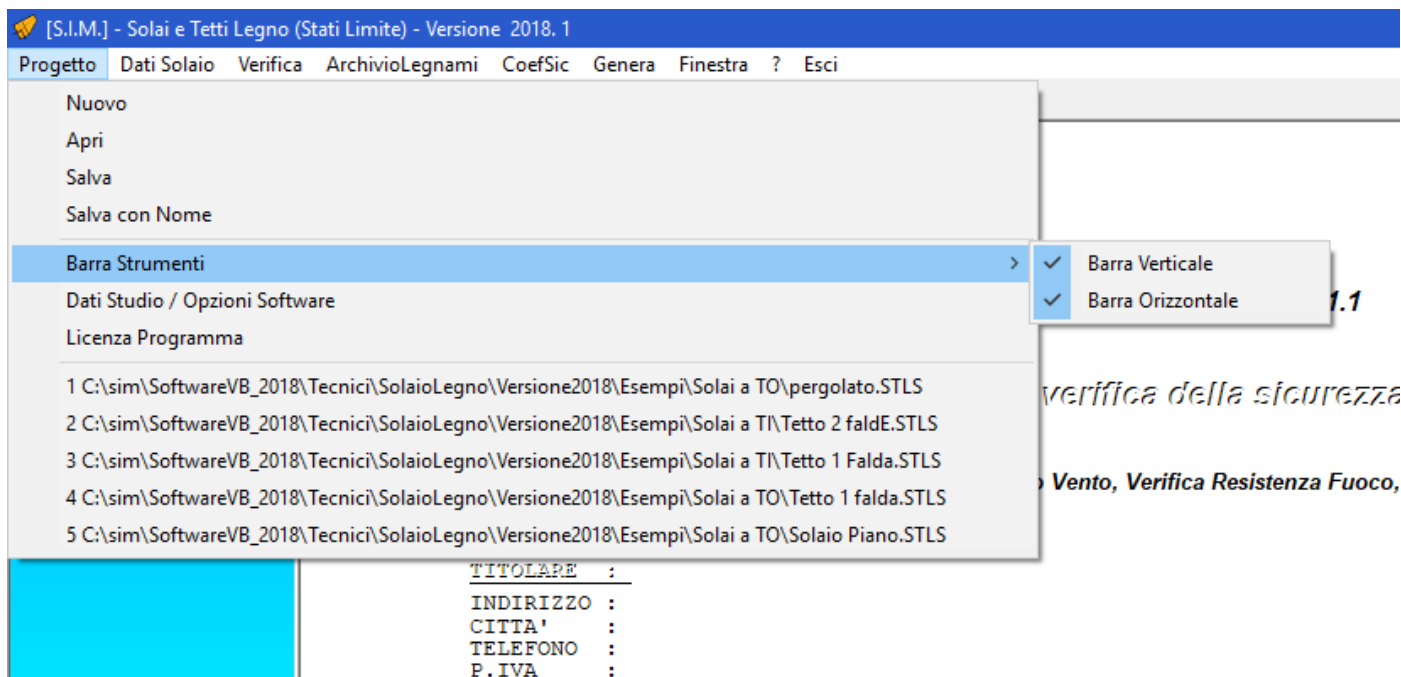 [S.I.M.] - Solai e Tetti Legno (Stati Limite) - Versione 2018. 1
Progetto Dati Solaio Verifica ArchivioLegnami CoefSic Genera Finestra ? Esci
Nuovo
Apri
Salva
Salva con Nome
Barra Strumenti
Barra Verticale
Dati Studio / Opzioni Software
Barra Orizzontale
1.1
Licenza Programma
1 C:\sim\SoftwareVB_2018\Tecnici\SolaioLegno\Versione2018\Esempi\Solai a TO\pergolato.STLS
verifica della sicurezza
2 C:\sim\SoftwareVB_2018\Tecnici\SolaioLegno\Versione2018\Esempi\Solai a TI\Tetto 2 faldE.STLS
3 C:\sim\SoftwareVB_2018\Tecnici\SolaioLegno\Versione2018\Esempi\Solai a TI\Tetto 1 Falda.STLS
Vento, Verifica Resistenza Fuoco,
4 C:\sim\SoftwareVB_2018\Tecnici\SolaioLegno\Versione2018\Esempi\Solai a TO\Tetto 1 falda.STLS
5 C:\sim\SoftwareVB_2018\Tecnici\SolaioLegno\Versione2018\Esempi\Solai a TO\Solaio Piano.STLS
TITOLARE :
INDIRIZZO :
CITTA' :
TELEFONO :
P.IVA :